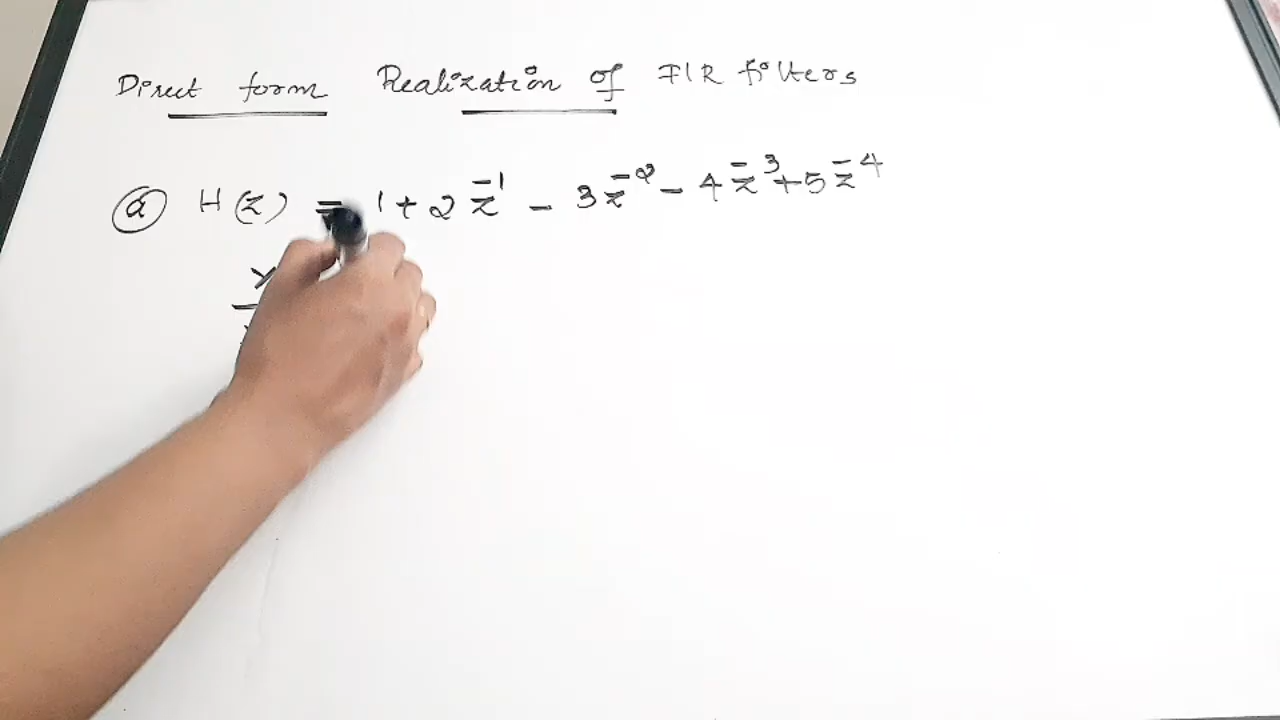 Direct form Realization of FIR filters
(a) H(z) = 1 + 2 z⁻¹ - 3 z⁻² - 4 z⁻³ + 5 z⁻⁴